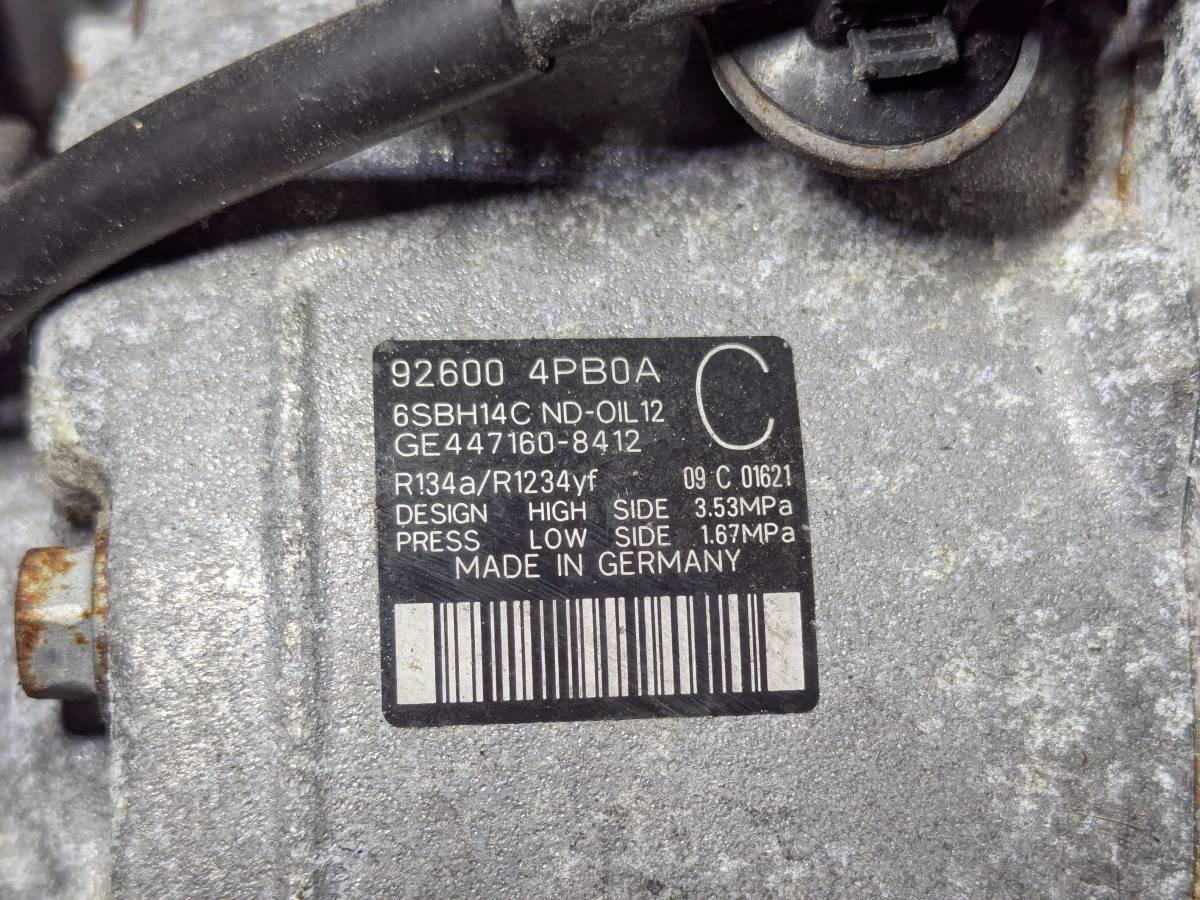 92600 4PB0A C
6SBH14C ND-OIL12
GE447160-8412
R134a/R1234yf 09 C 01621
DESIGN HIGH SIDE 3.53MPa
PRESS LOW SIDE 1.67MPa
MADE IN GERMANY